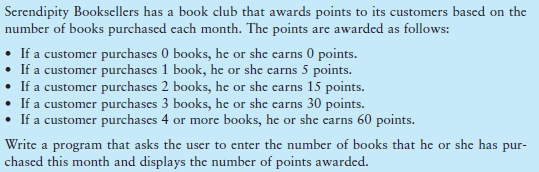 Serendipity Booksellers has a book club that awards points to its customers based on the
number of books purchased each month. The points are awarded as follows:
• If a customer purchases 0 books, he or she earns 0 points.
• If a customer purchases 1 book, he or she earns 5 points.
• If a customer purchases 2 books, he or she earns 15 points.
• If a customer purchases 3 books, he or she earns 30 points.
• If a customer purchases 4 or more books, he or she earns 60 points.
Write a program that asks the user to enter the number of books that he or she has pur-
chased this month and displays the number of points awarded.